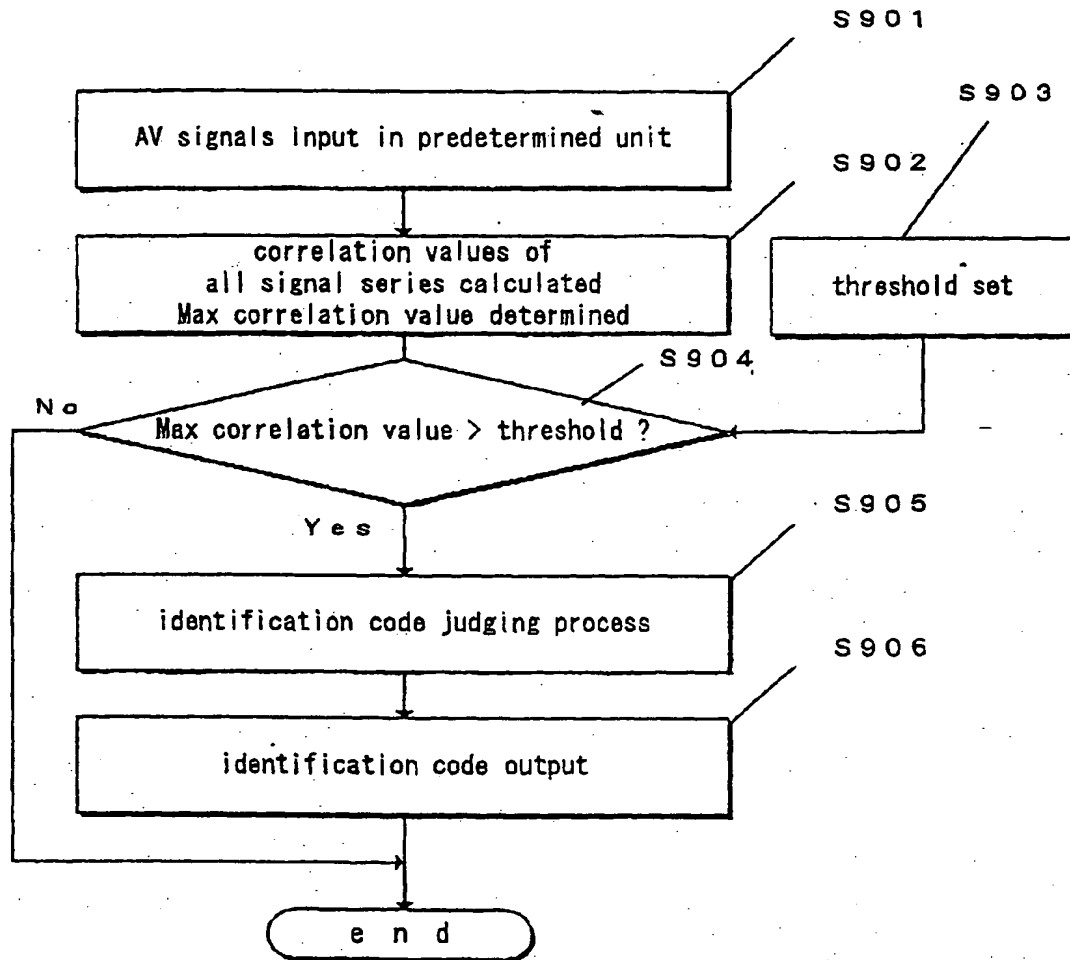 S901
AV signals input in predetermined unit
S903
S902
correlation values of
all signal series calculated
Max correlation value determined
threshold set
S904
No
Max correlation value > threshold ?
Yes
S905
identification code judging process
S906
identification code output
end